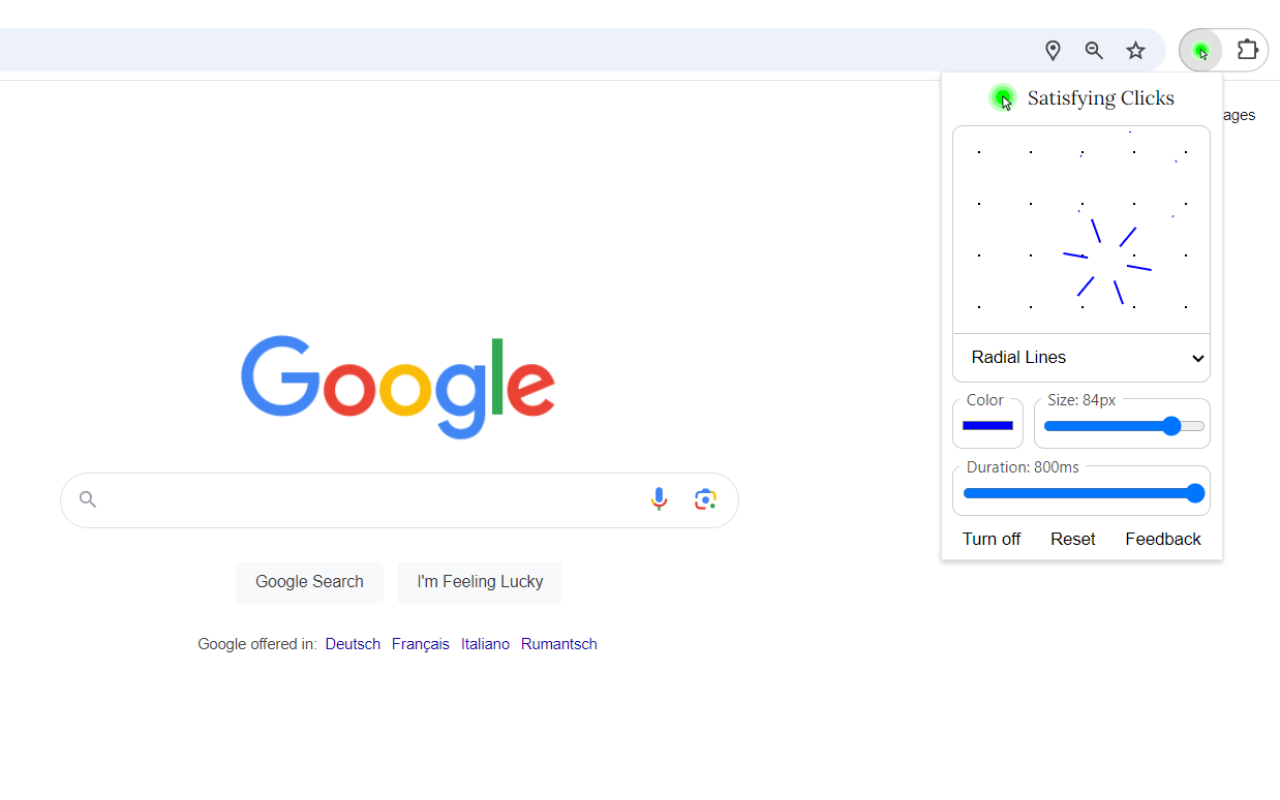 Satisfying Clicks
ages
Radial Lines
Color
Size: 84px
Duration: 800ms
Turn off Reset Feedback
Google
Google Search I'm Feeling Lucky
Google offered in: Deutsch Français Italiano Rumantsch